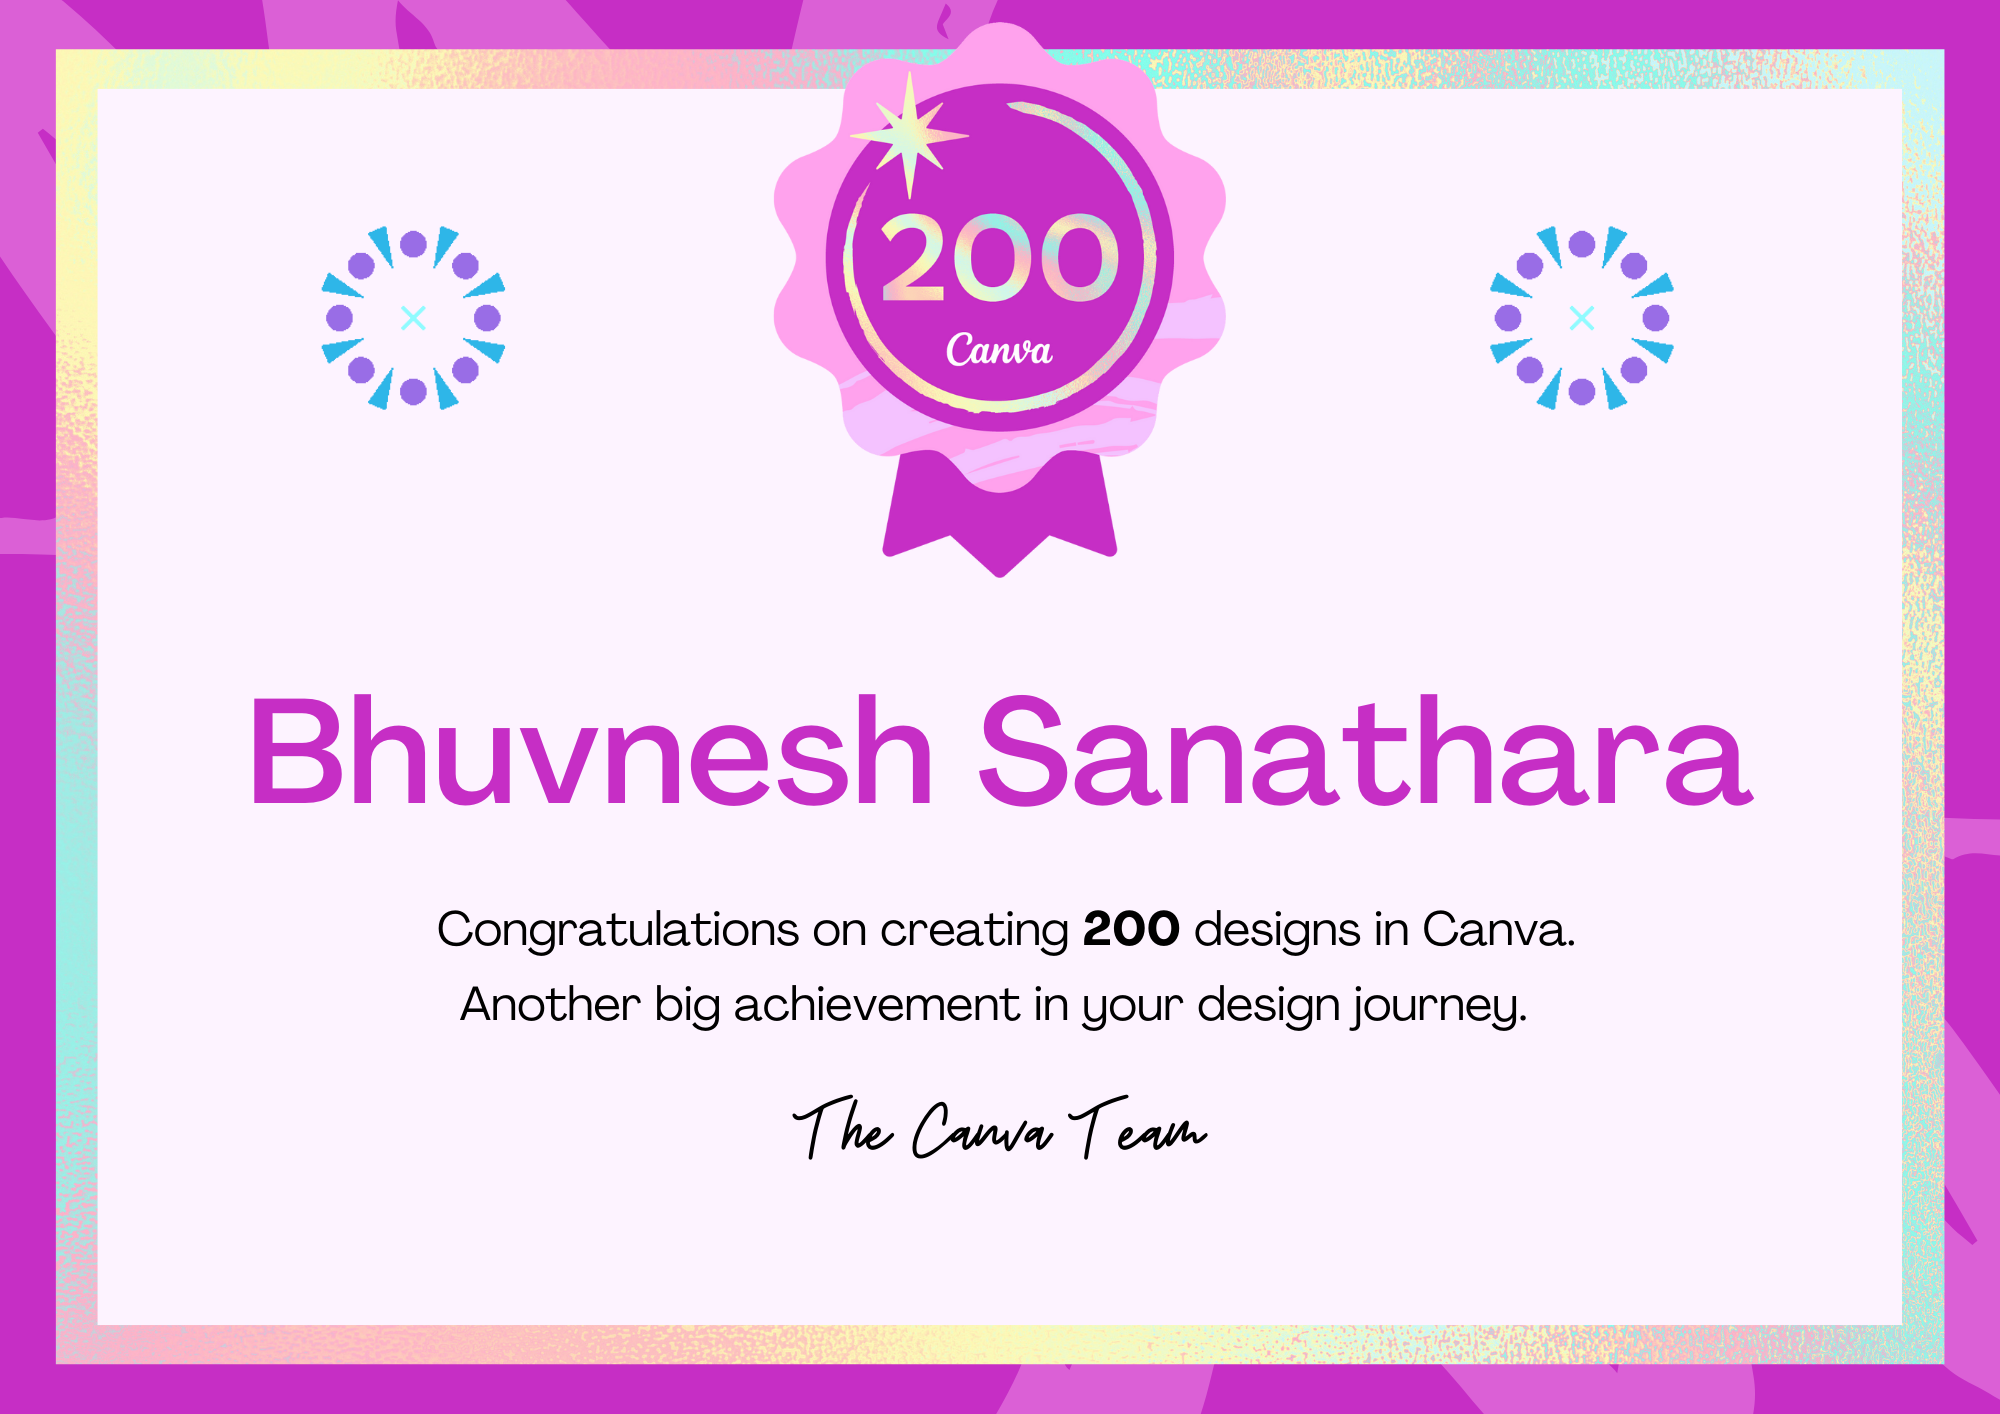 200
Canva
Bhuvnesh Sanathara
Congratulations on creating 200 designs in Canva.
Another big achievement in your design journey.
The Canva Team